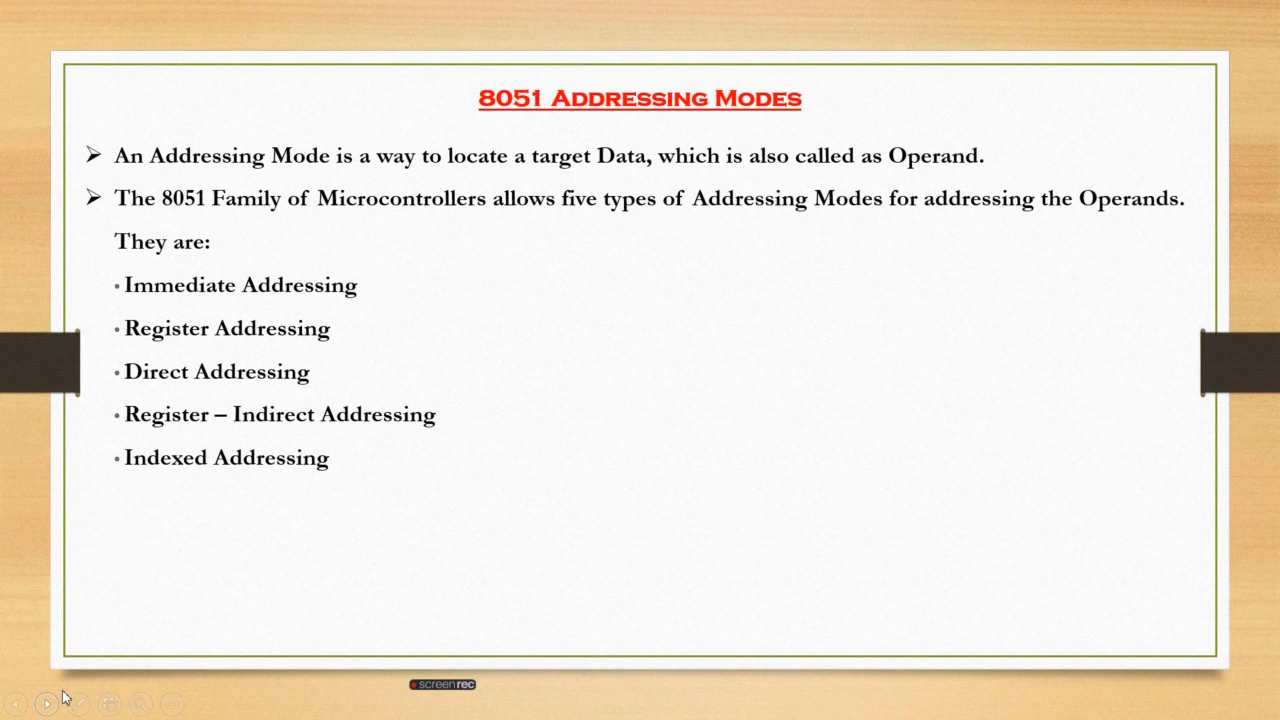 8051 Addressing Modes
➢ An Addressing Mode is a way to locate a target Data, which is also called as Operand.
➢ The 8051 Family of Microcontrollers allows five types of Addressing Modes for addressing the Operands.
They are:
• Immediate Addressing
• Register Addressing
• Direct Addressing
• Register – Indirect Addressing
• Indexed Addressing
screenrec